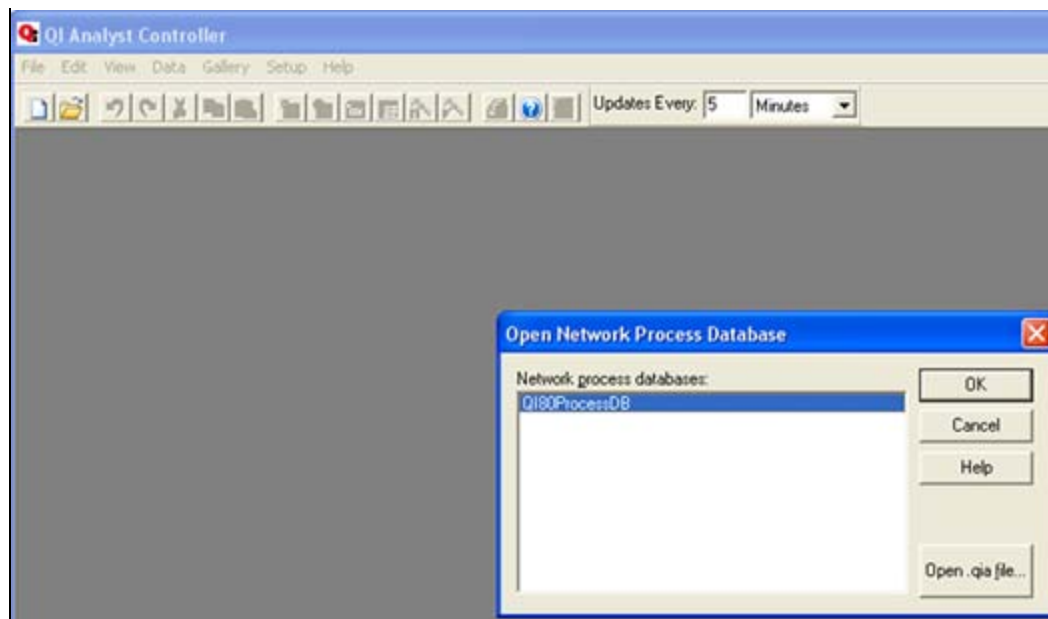 QI Analyst Controller
File Edit View Data Gallery Setup Help
Updates Every: 5 Minutes
Open Network Process Database
Network process databases:
QI80ProcessDB
OK
Cancel
Help
Open .qia file...